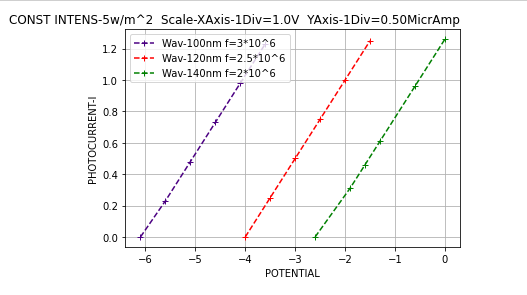 CONST INTENS-5w/m^2  Scale-XAxis-1Div=1.0V  YAxis-1Div=0.50MicrAmp
Wav-100nm f=3*10^6
Wav-120nm f=2.5*10^6
Wav-140nm f=2*10^6
PHOTOCURRENT-I
1.2
1.0
0.8
0.6
0.4
0.2
0.0
−6 −5 −4 −3 −2 −1 0
POTENTIAL